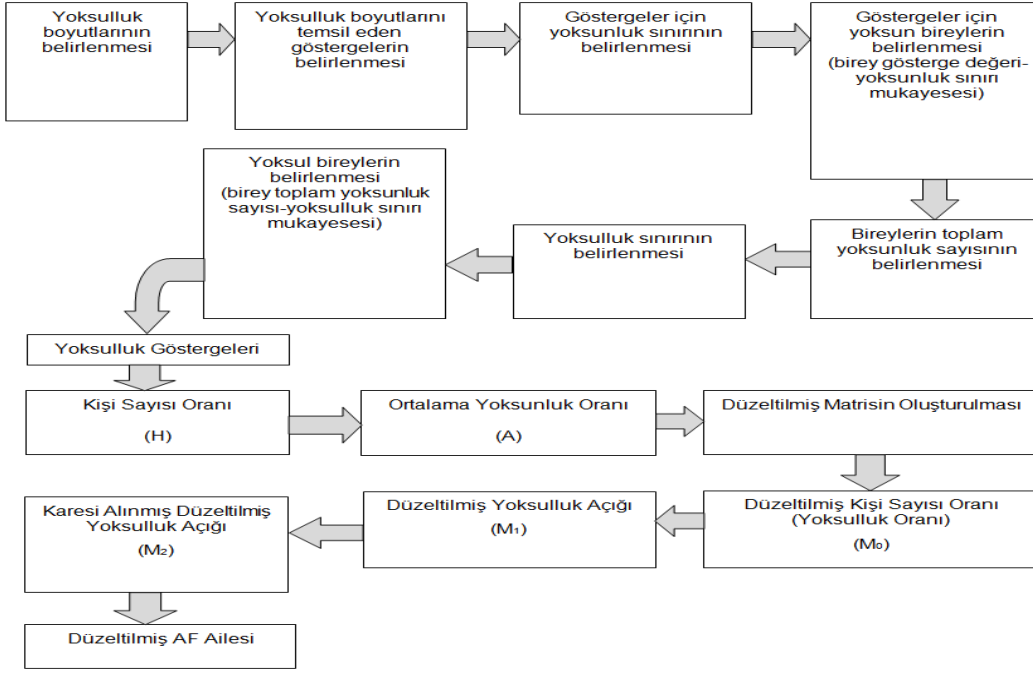 Yoksulluk
boyutlarının
belirlenmesi
Yoksulluk boyutlarını
temsil eden
göstergelerin
belirlenmesi
Göstergeler için
yoksunluk sınırının
belirlenmesi
Göstergeler için
yoksun bireylerin
belirlenmesi
(birey gösterge değeri-
yoksunluk sınırı
mukayesesi)
Bireylerin toplam
yoksunluk sayısının
belirlenmesi
Yoksulluk sınırının
belirlenmesi
Yoksul bireylerin
belirlenmesi
(birey toplam yoksunluk
sayısı-yoksulluk sınırı
mukayesesi)
Yoksulluk Göstergeleri
Kişi Sayısı Oranı
(H)
Ortalama Yoksunluk Oranı
(A)
Düzeltilmiş Matrisin Oluşturulması
Düzeltilmiş Kişi Sayısı Oranı
(Yoksulluk Oranı)
(M₀)
Düzeltilmiş Yoksulluk Açığı
(M₁)
Karesi Alınmış Düzeltilmiş
Yoksulluk Açığı
(M₂)
Düzeltilmiş AF Ailesi